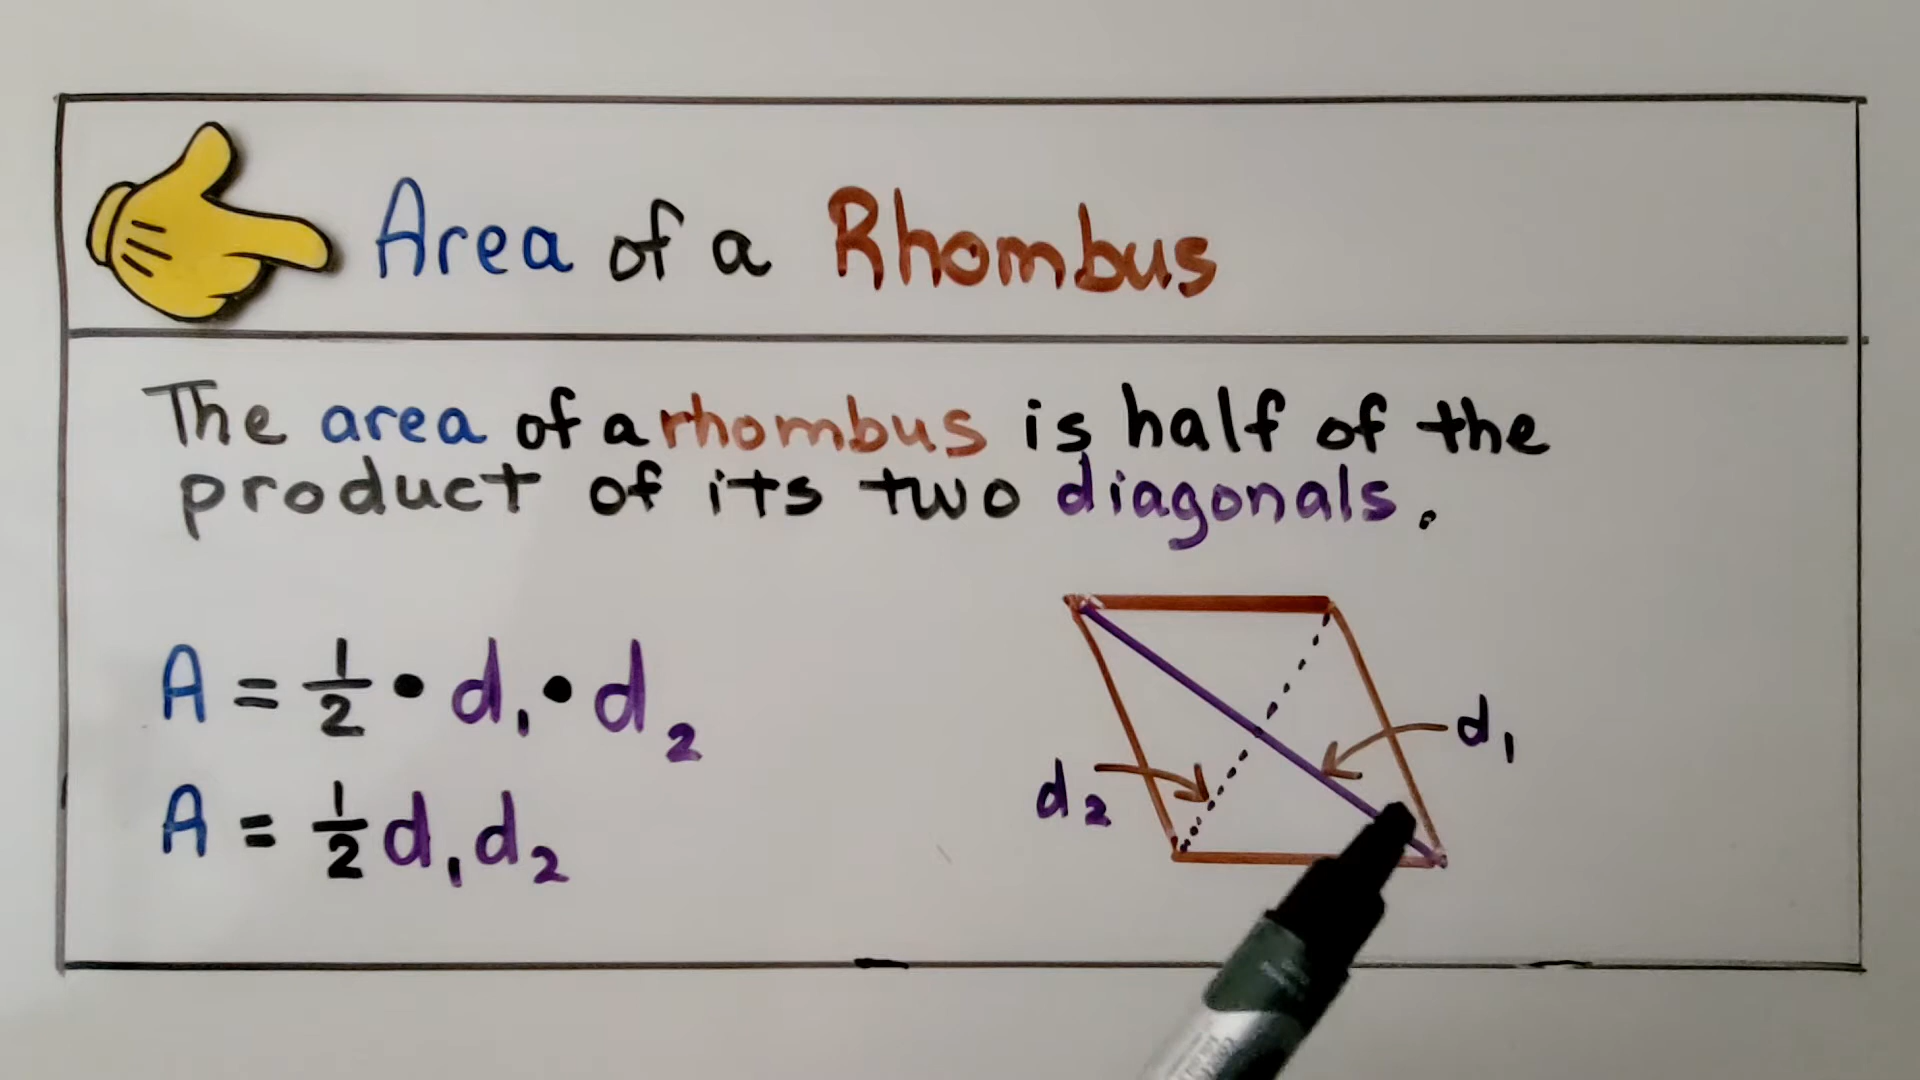 Area of a Rhombus
The area of a rhombus is half of the
product of its two diagonals.
A = 1/2 • d₁ • d₂
A = 1/2 d₁d₂
d₁
d₂